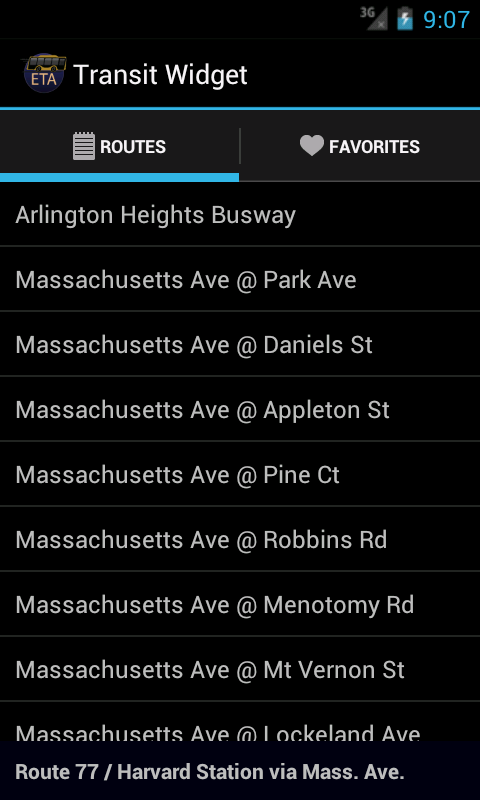 3G
9:07
ETA
Transit Widget
ROUTES
FAVORITES
Arlington Heights Busway
Massachusetts Ave @ Park Ave
Massachusetts Ave @ Daniels St
Massachusetts Ave @ Appleton St
Massachusetts Ave @ Pine Ct
Massachusetts Ave @ Robbins Rd
Massachusetts Ave @ Menotomy Rd
Massachusetts Ave @ Mt Vernon St
Massachusetts Ave @ Lockeland Ave
Route 77 / Harvard Station via Mass. Ave.